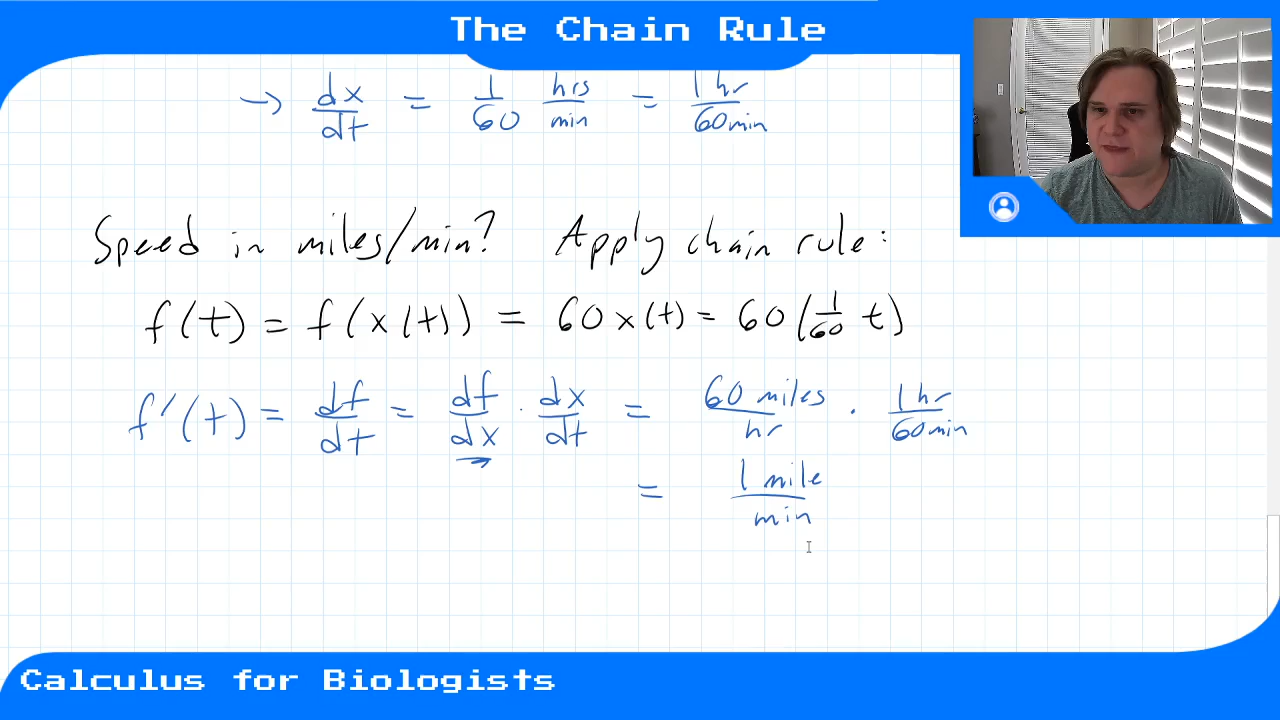 The Chain Rule
→ dx/dt = 1/60 hrs/min = 1 hr/60 min
Speed in miles/min? Apply chain rule:
f(t) = f(x(t)) = 60x(t) = 60(1/60 t)
f'(t) = df/dt = df/dx · dx/dt = 60 miles/hr · 1 hr/60 min
= 1 mile/min
Calculus for Biologists